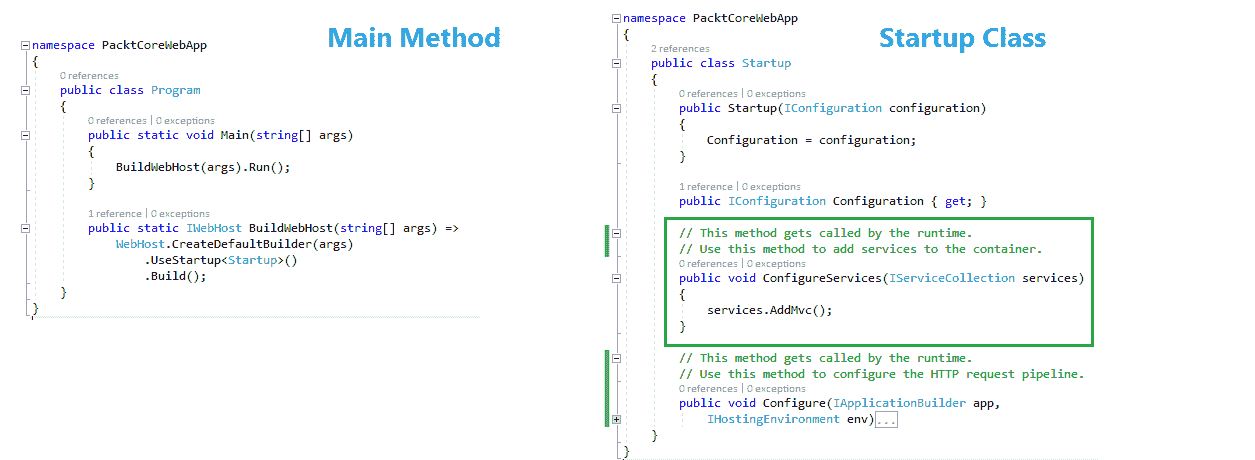 Main Method
namespace PacktCoreWebApp
{
0 references
public class Program
{
0 references | 0 exceptions
public static void Main(string[] args)
{
BuildWebHost(args).Run();
}
1 reference | 0 exceptions
public static IWebHost BuildWebHost(string[] args) =>
WebHost.CreateDefaultBuilder(args)
.UseStartup<Startup>()
.Build();
}
}
Startup Class
namespace PacktCoreWebApp
{
2 references
public class Startup
{
0 references | 0 exceptions
public Startup(IConfiguration configuration)
{
Configuration = configuration;
}
1 reference | 0 exceptions
public IConfiguration Configuration { get; }
// This method gets called by the runtime.
// Use this method to add services to the container.
0 references | 0 exceptions
public void ConfigureServices(IServiceCollection services)
{
services.AddMvc();
}
// This method gets called by the runtime.
// Use this method to configure the HTTP request pipeline.
0 references | 0 exceptions
public void Configure(IApplicationBuilder app,
IHostingEnvironment env)...
}
}